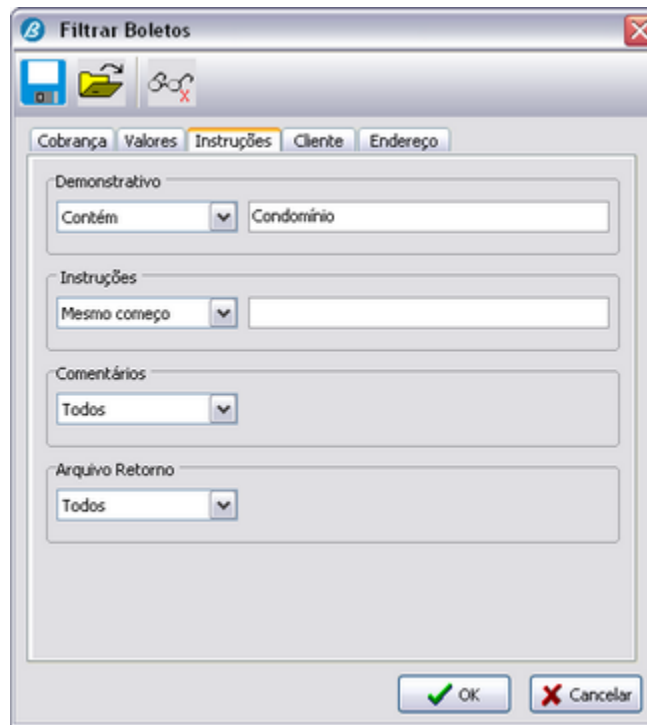 Filtrar Boletos
Cobrança Valores Instruções Cliente Endereço
Demonstrativo
Contém Condomínio
Instruções
Mesmo começo
Comentários
Todos
Arquivo Retorno
Todos
OK Cancelar